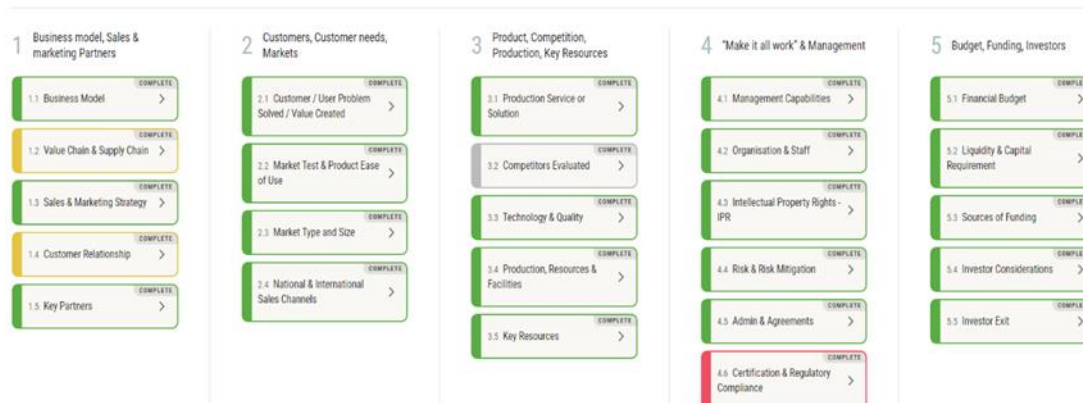 1 Business model, Sales &
marketing Partners
COMPLETE
1.1 Business Model
COMPLETE
1.2 Value Chain & Supply Chain
COMPLETE
1.3 Sales & Marketing Strategy
COMPLETE
1.4 Customer Relationship
COMPLETE
1.5 Key Partners
2 Customers, Customer needs,
Markets
COMPLETE
2.1 Customer / User Problem
Solved / Value Created
COMPLETE
2.2 Market Test & Product Ease
of Use
COMPLETE
2.3 Market Type and Size
COMPLETE
2.4 National & International
Sales Channels
3 Product, Competition,
Production, Key Resources
COMPLETE
3.1 Production Service or
Solution
COMPLETE
3.2 Competitors Evaluated
COMPLETE
3.3 Technology & Quality
COMPLETE
3.4 Production, Resources &
Facilities
COMPLETE
3.5 Key Resources
4 "Make it all work" & Management
COMPLETE
4.1 Management Capabilities
COMPLETE
4.2 Organisation & Staff
COMPLETE
4.3 Intellectual Property Rights -
IPR
COMPLETE
4.4 Risk & Risk Mitigation
COMPLETE
4.5 Admin & Agreements
COMPLETE
4.6 Certification & Regulatory
Compliance
5 Budget, Funding, Investors
COMPLE
5.1 Financial Budget
COMPLE
5.2 Liquidity & Capital
Requirement
COMPLE
5.3 Sources of Funding
COMPLE
5.4 Investor Considerations
COMPLE
5.5 Investor Exit